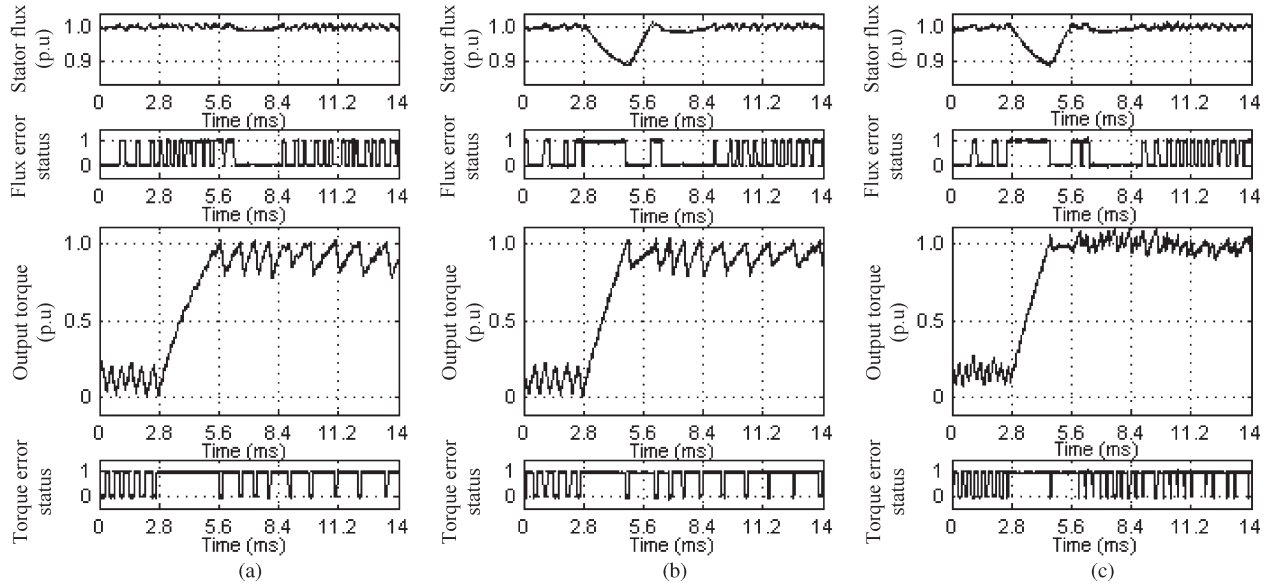 Stator flux
(p.u)
1.0
0.9
0 2.8 5.6 8.4 11.2 14
Time (ms)
Flux error
status
1
0
0 2.8 5.6 8.4 11.2 14
Time (ms)
Output torque
(p.u)
1.0
0.5
0
0 2.8 5.6 8.4 11.2 14
Time (ms)
Torque error
status
1
0
0 2.8 5.6 8.4 11.2 14
Time (ms)
(a)
Stator flux
(p.u)
1.0
0.9
0 2.8 5.6 8.4 11.2 14
Time (ms)
Flux error
status
1
0
0 2.8 5.6 8.4 11.2 14
Time (ms)
Output torque
(p.u)
1.0
0.5
0
0 2.8 5.6 8.4 11.2 14
Time (ms)
Torque error
status
1
0
0 2.8 5.6 8.4 11.2 14
Time (ms)
(b)
Stator flux
(p.u)
1.0
0.9
0 2.8 5.6 8.4 11.2 14
Time (ms)
Flux error
status
1
0
0 2.8 5.6 8.4 11.2 14
Time (ms)
Output torque
(p.u)
1.0
0.5
0
0 2.8 5.6 8.4 11.2 14
Time (ms)
Torque error
status
1
0
0 2.8 5.6 8.4 11.2 14
Time (ms)
(c)